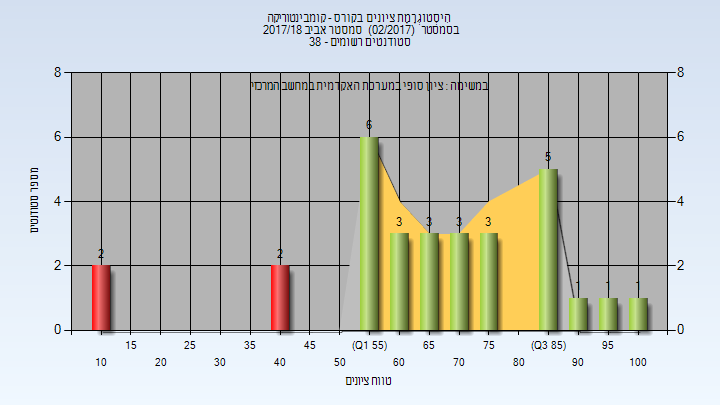 היסטוגרמת ציונים בקורס - קומבינטוריקה
בסמסטר (02/2017) סמסטר אביב 2017/18
סטודנטים רשומים - 38
במשימה : ציון סופי במערכת האקדמית במחשב המרכזי
8 8
6 6
4 4
2 2
0 0
מספר סטודנטים
2 2 6 3 3 3 3 5 1 1 1
15 25 35 45 (Q1 55) 65 75 (Q3 85) 95
10 20 30 40 50 60 70 80 90 100
טווח ציונים